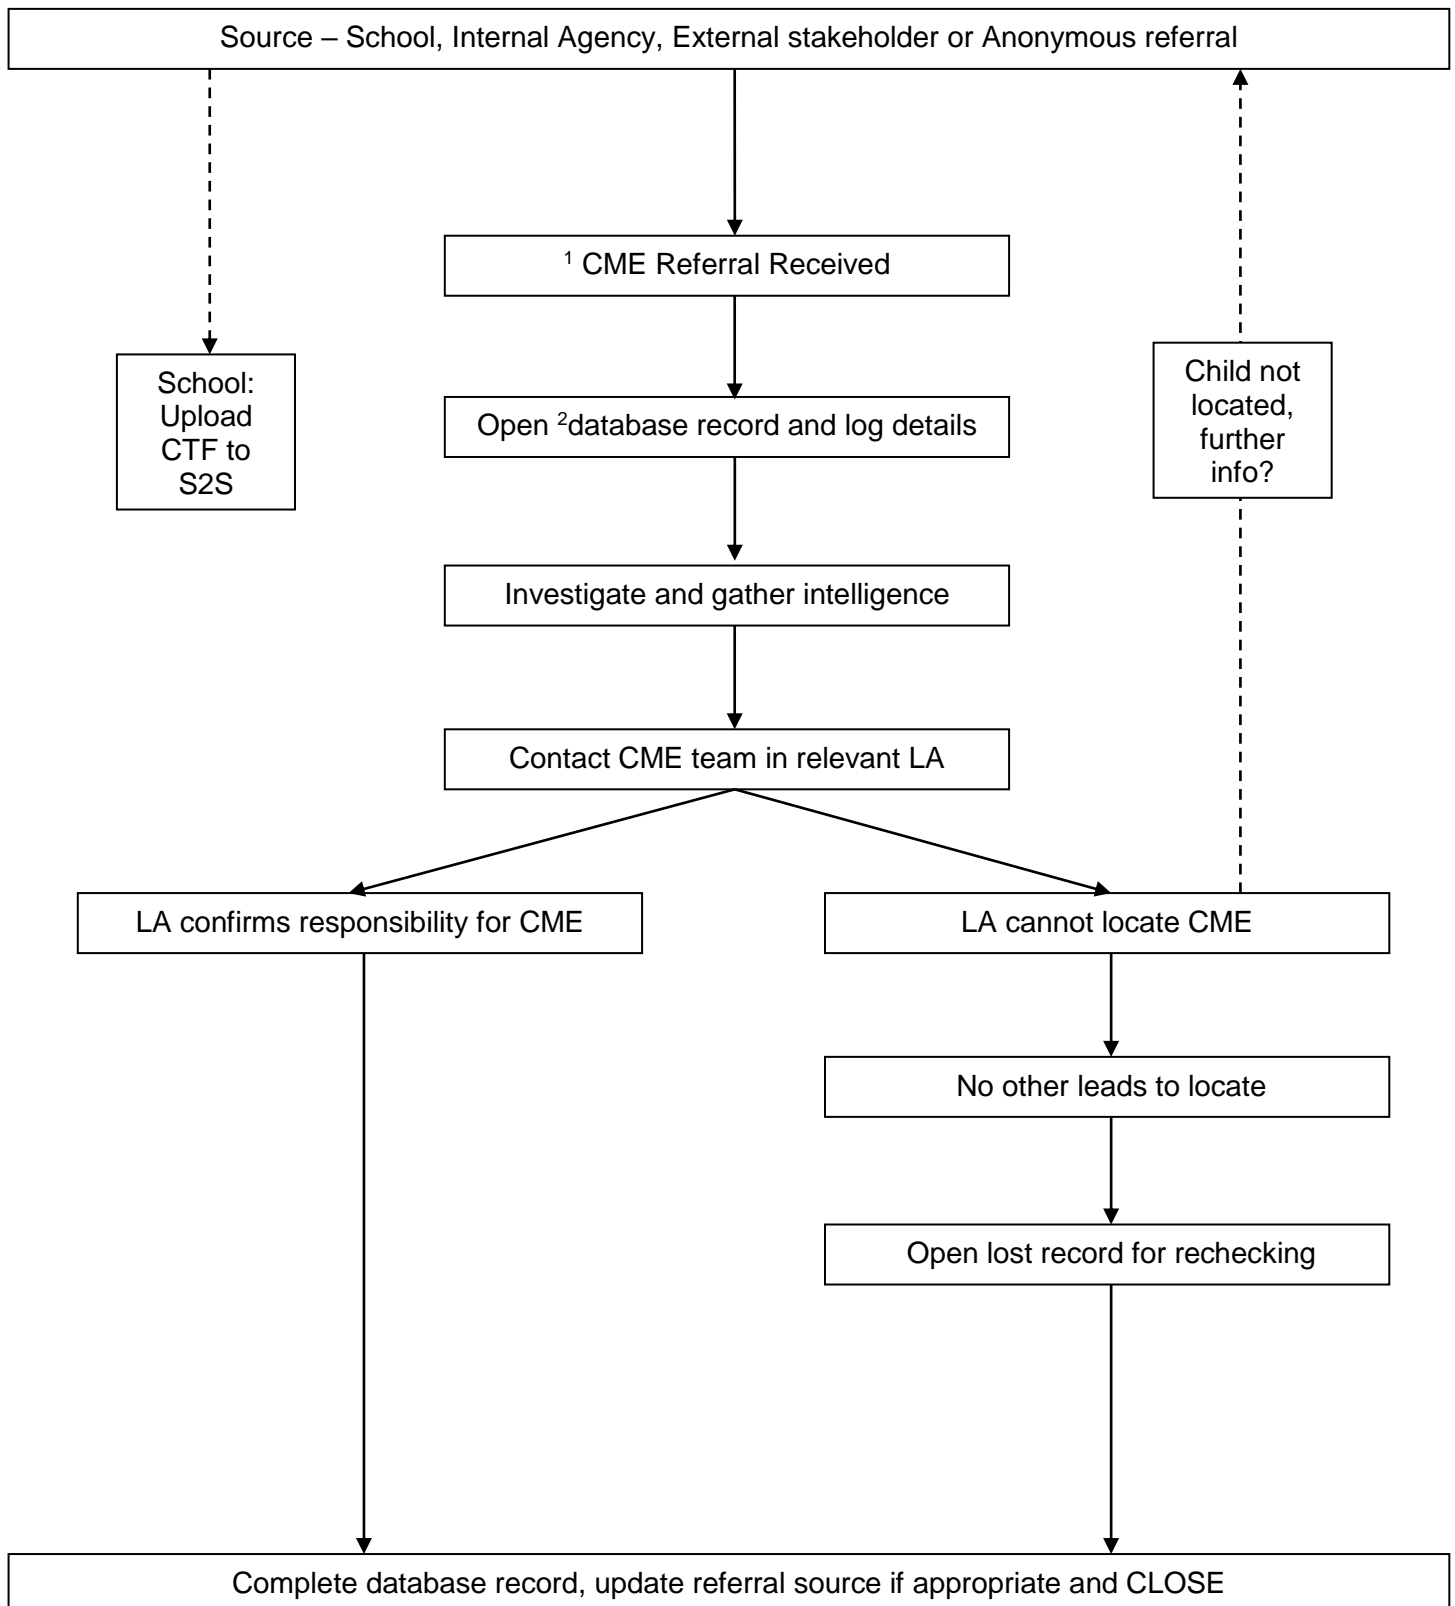 Source – School, Internal Agency, External stakeholder or Anonymous referral
¹ CME Referral Received
School:
Upload
CTF to
S2S
Child not
located,
further
info?
Open ²database record and log details
Investigate and gather intelligence
Contact CME team in relevant LA
LA confirms responsibility for CME
LA cannot locate CME
No other leads to locate
Open lost record for rechecking
Complete database record, update referral source if appropriate and CLOSE